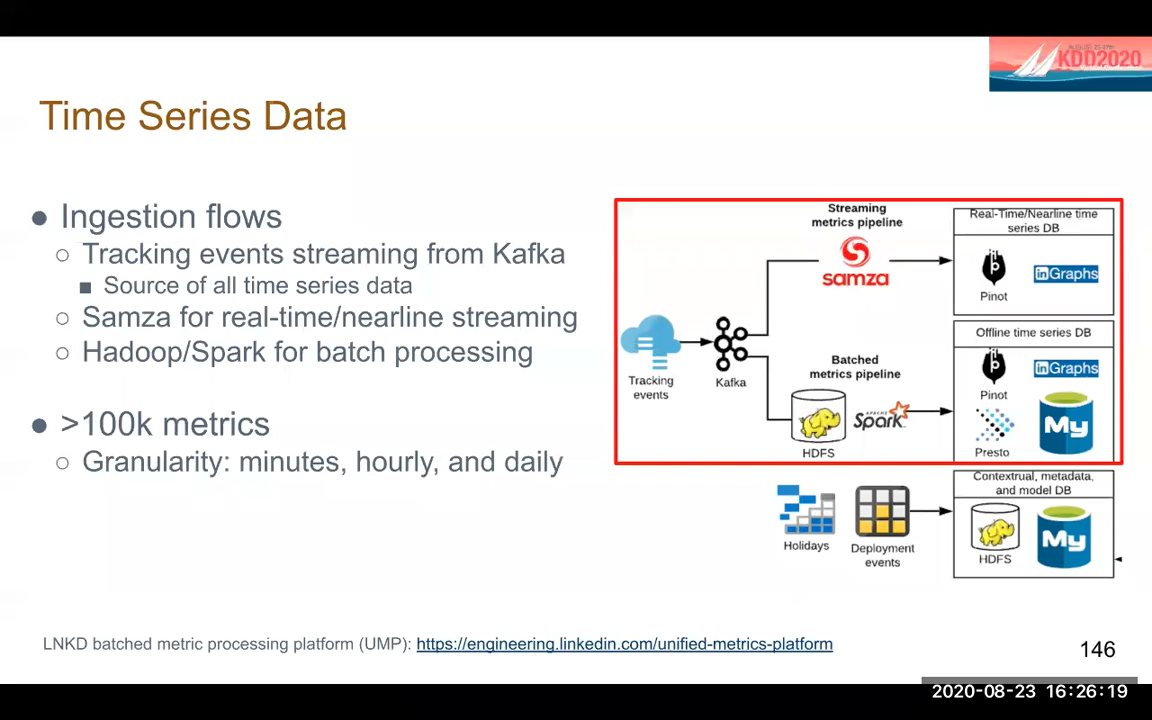 KDD2020
Time Series Data
● Ingestion flows
○ Tracking events streaming from Kafka
■ Source of all time series data
○ Samza for real-time/nearline streaming
○ Hadoop/Spark for batch processing
● >100k metrics
○ Granularity: minutes, hourly, and daily
Streaming
metrics pipeline
samza
Real-Time/Nearline time
series DB
Pinot
inGraphs
Tracking
events
Kafka
Batched
metrics pipeline
HDFS
APACHE
Spark
Offline time series DB
Pinot
inGraphs
Presto
My
Holidays
Deployment
events
Contextrual, metadata,
and model DB
HDFS
My
LNKD batched metric processing platform (UMP): https://engineering.linkedin.com/unified-metrics-platform
146
2020-08-23 16:26:19